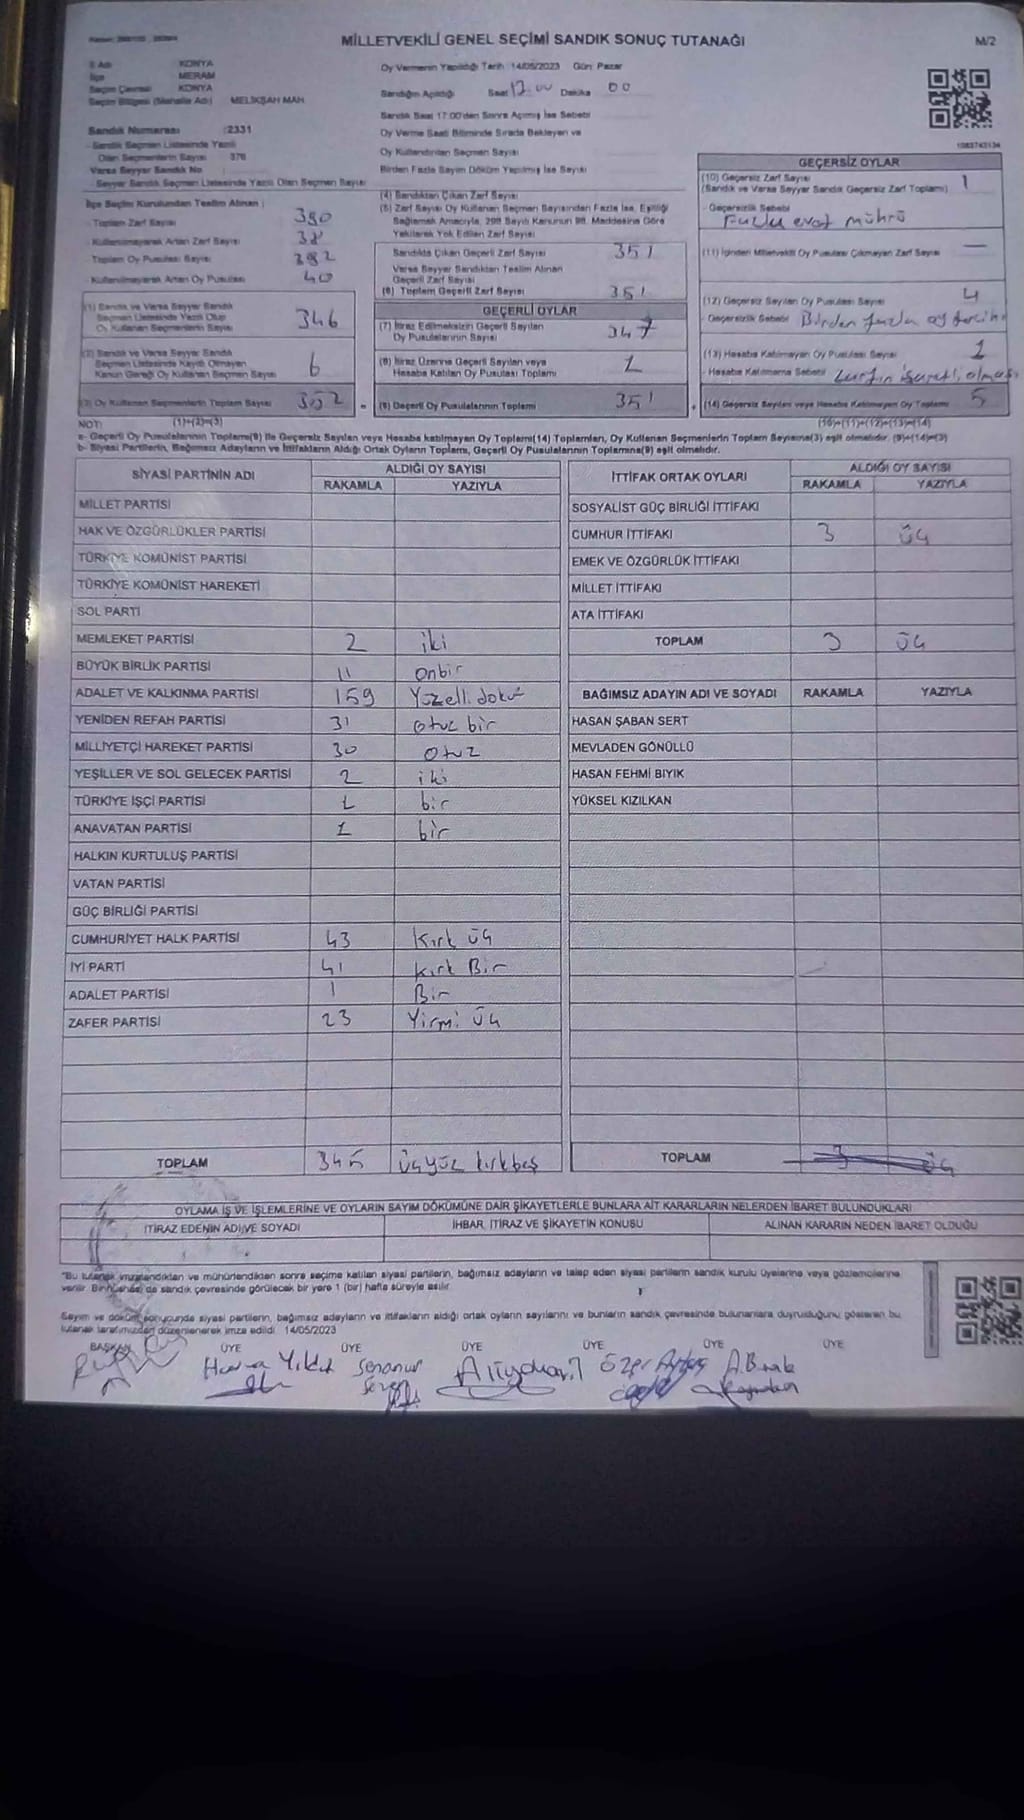 MİLLETVEKİLİ GENEL SEÇİMİ SANDIK SONUÇ TUTANAĞI
M/2
İl Adı KONYA
İlçe MERAM
Seçim Çevresi KONYA
Seçim Bölgesi (Mahalle Adı) MELİKŞAH MAH.
Sandık Numarası :2331
- Sandık Seçmen Listesinde Yazılı
Olan Seçmenlerin Sayısı 376
Varsa Seyyar Sandık No
- Seyyar Sandık Seçmen Listesinde Yazılı Olan Seçmen Sayısı
İlçe Seçim Kurulundan Teslim Alınan ;
- Toplam Zarf Sayısı 390
- Kullanılmayarak Artan Zarf Sayısı 38
- Toplam Oy Pusulası Sayısı 392
- Kullanılmayarak Artan Oy Pusulası 40
(1) Sandık ve Varsa Seyyar Sandık
Seçmen Listesinde Yazılı Olup
Oy Kullanan Seçmenlerin Sayısı 346
(2) Sandık ve Varsa Seyyar Sandık
Seçmen Listesinde Kayıtlı Olmayan
Kanun Gereği Oy Kullanan Seçmen Sayısı 6
(3) Oy Kullanan Seçmenlerin Toplam Sayısı 352
Oy Vermenin Yapıldığı Tarih 14/05/2023 Gün: Pazar
Sandığın Açıldığı Saat 17.00 Dakika 00
Sandık Saat 17:00'den Sonra Açılmış İse Sebebi
Oy Verme Saati Bitiminde Sırada Bekleyen ve
Oy Kullandırılan Seçmen Sayısı
Birden Fazla Sayım Döküm Yapılmış İse Sayısı
(4) Sandıktan Çıkan Zarf Sayısı
(5) Zarf Sayısı Oy Kullanan Seçmen Sayısından Fazla İse, Eşitliği
Sağlamak Amacıyla, 298 Sayılı Kanunun 98. Maddesine Göre
Yakılarak Yok Edilen Zarf Sayısı
Sandıkta Çıkan Geçerli Zarf Sayısı 351
Varsa Seyyar Sandıktan Teslim Alınan
Geçerli Zarf Sayısı
(6) Toplam Geçerli Zarf Sayısı 351
GEÇERLİ OYLAR
(7) İtiraz Edilmeksizin Geçerli Sayılan
Oy Pusulalarının Sayısı 347
(8) İtiraz Üzerine Geçerli Sayılan veya
Hesaba Katılan Oy Pusulası Toplamı 1
= (9) Geçerli Oy Pusulalarının Toplamı 351
GEÇERSİZ OYLAR
(10) Geçersiz Zarf Sayısı 1
(Sandık ve Varsa Seyyar Sandık Geçersiz Zarf Toplamı)
- Geçersizlik Sebebi
Fazla evet mührü
(11) İçinden Milletvekili Oy Pusulası Çıkmayan Zarf Sayısı —
(12) Geçersiz Sayılan Oy Pusulası Sayısı 4
- Geçersizlik Sebebi Birden fazla oy tercihi
(13) Hesaba Katılmayan Oy Pusulası Sayısı 1
- Hesaba Katılmama Sebebi zarfın işaretli olması
+ (14) Geçersiz Sayılan veya Hesaba Katılmayan Oy Toplamı 5
NOT: (1)+(2)=(3) (10)+(11)+(12)+(13)=(14)
a- Geçerli Oy Pusulalarının Toplamı(9) ile Geçersiz Sayılan veya Hesaba katılmayan Oy Toplamı(14) Toplamları, Oy Kullanan Seçmenlerin Toplam Sayısına(3) eşit olmalıdır. (9)+(14)=(3)
b- Siyasi Partilerin, Bağımsız Adayların ve İttifakların Aldığı Ortak Oyların Toplamı, Geçerli Oy Pusulalarının Toplamına(9) eşit olmalıdır.
SİYASİ PARTİNİN ADI ALDIĞI OY SAYISI
RAKAMLA YAZIYLA
MİLLET PARTİSİ
HAK VE ÖZGÜRLÜKLER PARTİSİ
TÜRKİYE KOMÜNİST PARTİSİ
TÜRKİYE KOMÜNİST HAREKETİ
SOL PARTİ
MEMLEKET PARTİSİ 2 iki
BÜYÜK BİRLİK PARTİSİ 11 onbir
ADALET VE KALKINMA PARTİSİ 159 Yüzelli dokuz
YENİDEN REFAH PARTİSİ 31 otuz bir
MİLLİYETÇİ HAREKET PARTİSİ 30 otuz
YEŞİLLER VE SOL GELECEK PARTİSİ 2 iki
TÜRKİYE İŞÇİ PARTİSİ 1 bir
ANAVATAN PARTİSİ 1 bir
HALKIN KURTULUŞ PARTİSİ
VATAN PARTİSİ
GÜÇ BİRLİĞİ PARTİSİ
CUMHURİYET HALK PARTİSİ 43 Kırk üç
İYİ PARTİ 41 kırk Bir
ADALET PARTİSİ 1 Bir
ZAFER PARTİSİ 23 Yirmi üç
TOPLAM 345 üçyüz kırkbeş
İTTİFAK ORTAK OYLARI ALDIĞI OY SAYISI
RAKAMLA YAZIYLA
SOSYALİST GÜÇ BİRLİĞİ İTTİFAKI
CUMHUR İTTİFAKI 3 üç
EMEK VE ÖZGÜRLÜK İTTİFAKI
MİLLET İTTİFAKI
ATA İTTİFAKI
TOPLAM 3 üç
BAĞIMSIZ ADAYIN ADI VE SOYADI RAKAMLA YAZIYLA
HASAN ŞABAN SERT
MEVLADEN GÖNÜLLÜ
HASAN FEHMİ BIYIK
YÜKSEL KIZILKAN
TOPLAM 3 üç
OYLAMA İŞ VE İŞLEMLERİNE VE OYLARIN SAYIM DÖKÜMÜNE DAİR ŞİKAYETLERLE BUNLARA AİT KARARLARIN NELERDEN İBARET BULUNDUKLARI
İTİRAZ EDENİN ADI VE SOYADI İHBAR, İTİRAZ VE ŞİKAYETİN KONUSU ALINAN KARARIN NEDEN İBARET OLDUĞU
"Bu tutanak imzalandıktan ve mühürlendikten sonra seçime katılan siyasi partilerin, bağımsız adayların ve talep eden siyasi partilerin sandık kurulu üyelerine veya gözlemcilerine
verilir. Bir nüshası da sandık çevresinde görülecek bir yere 1 (bir) hafta süreyle asılır.
Sayım ve döküm sonucunda siyasi partilerin, bağımsız adayların ve ittifakların aldığı ortak oyların sayılarını ve bunların sandık çevresinde bulunanlara duyrulduğunu gösteren bu
tutanak tarafımızdan düzenlenerek imza edildi. 14/05/2023
BAŞKAN ÜYE ÜYE ÜYE ÜYE ÜYE ÜYE